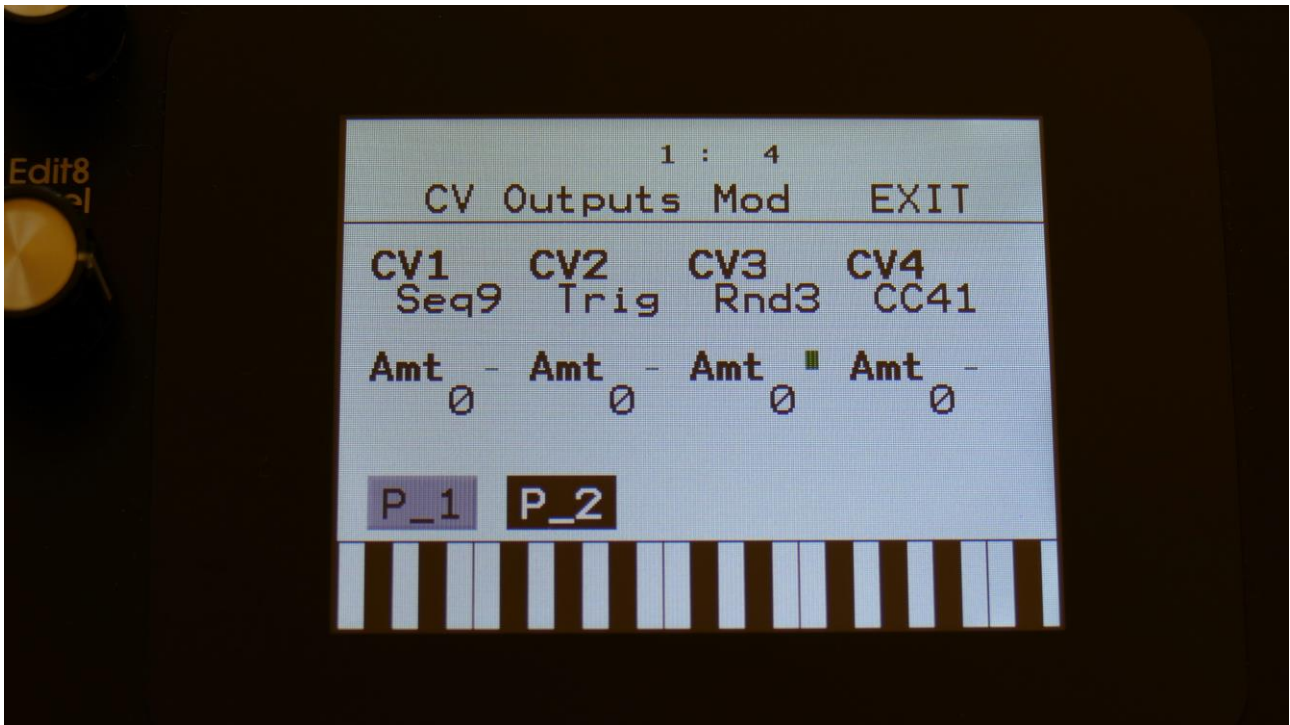 Edit8
1 : 4
CV Outputs Mod EXIT
CV1 CV2 CV3 CV4
Seq9 Trig Rnd3 CC41
Amt - Amt - Amt Amt -
0 0 0 0
P_1 P_2